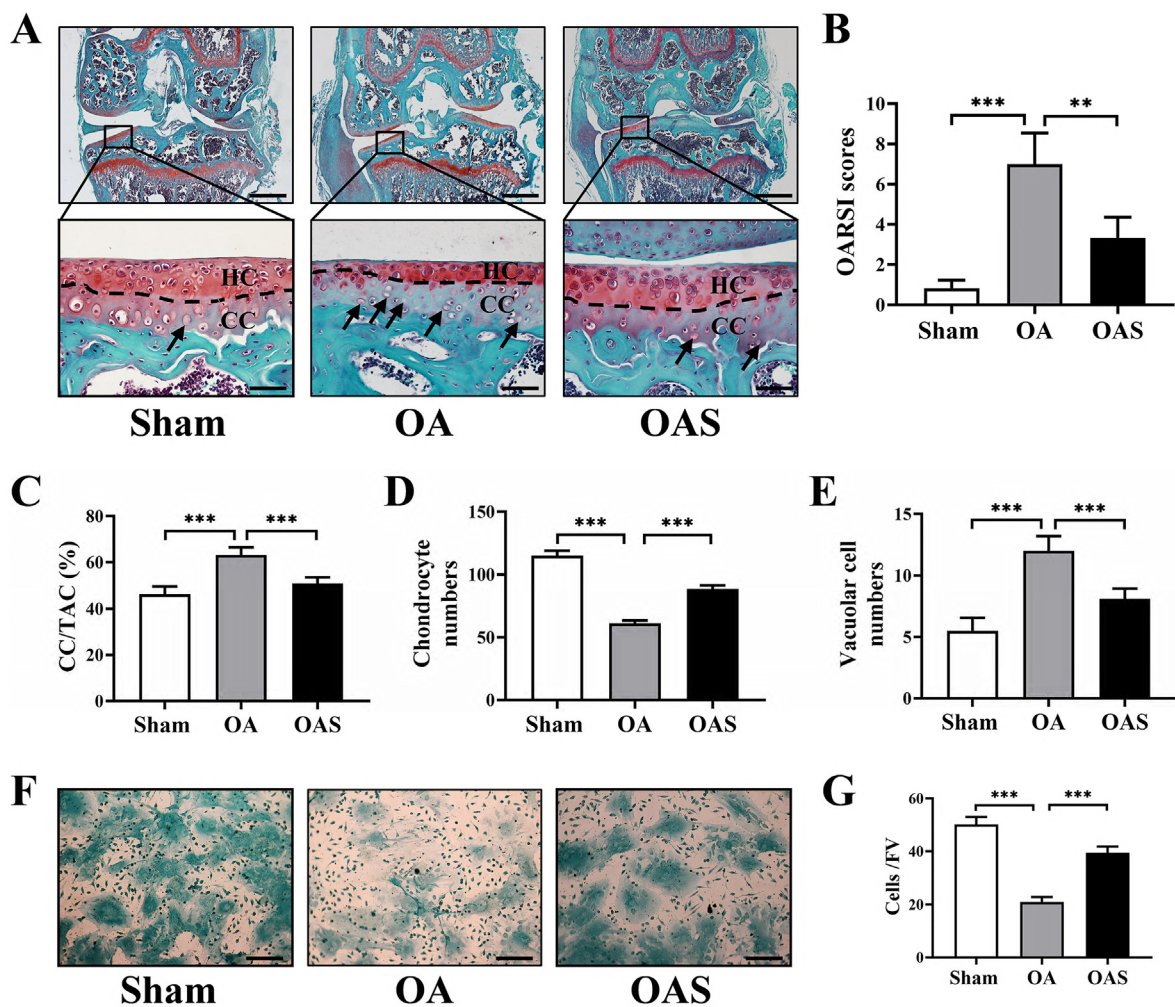 A
HC
CC
Sham
HC
CC
OA
HC
CC
OAS
B
OARSI scores
10
8
6
4
2
0
***
**
Sham OA OAS
C
CC/TAC (%)
80
60
40
20
0
***
***
Sham OA OAS
D
Chondrocyte
numbers
150
100
50
0
***
***
Sham OA OAS
E
Vacuolar cell
numbers
15
10
5
0
***
***
Sham OA OAS
F
Sham
OA
OAS
G
Cells /FV
60
40
20
0
***
***
Sham OA OAS